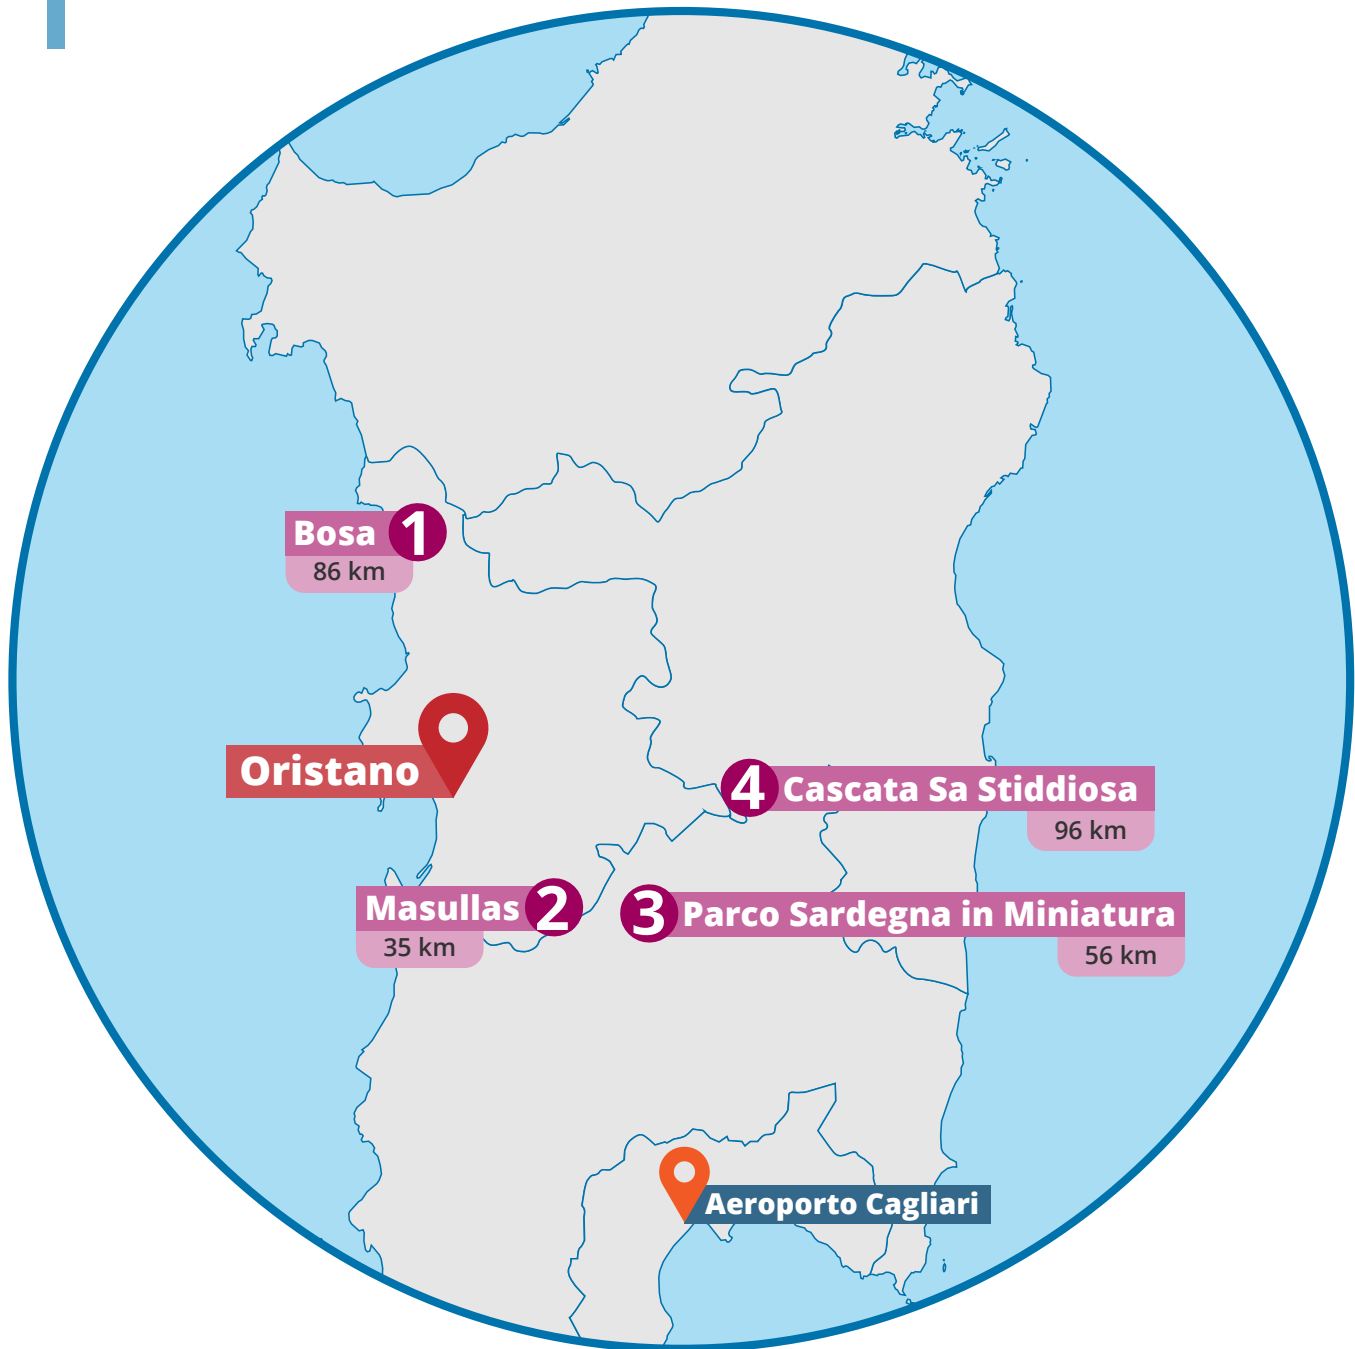 Bosa 1
86 km
Oristano
4 Cascata Sa Stiddiosa
96 km
Masullas 2
35 km
3 Parco Sardegna in Miniatura
56 km
Aeroporto Cagliari